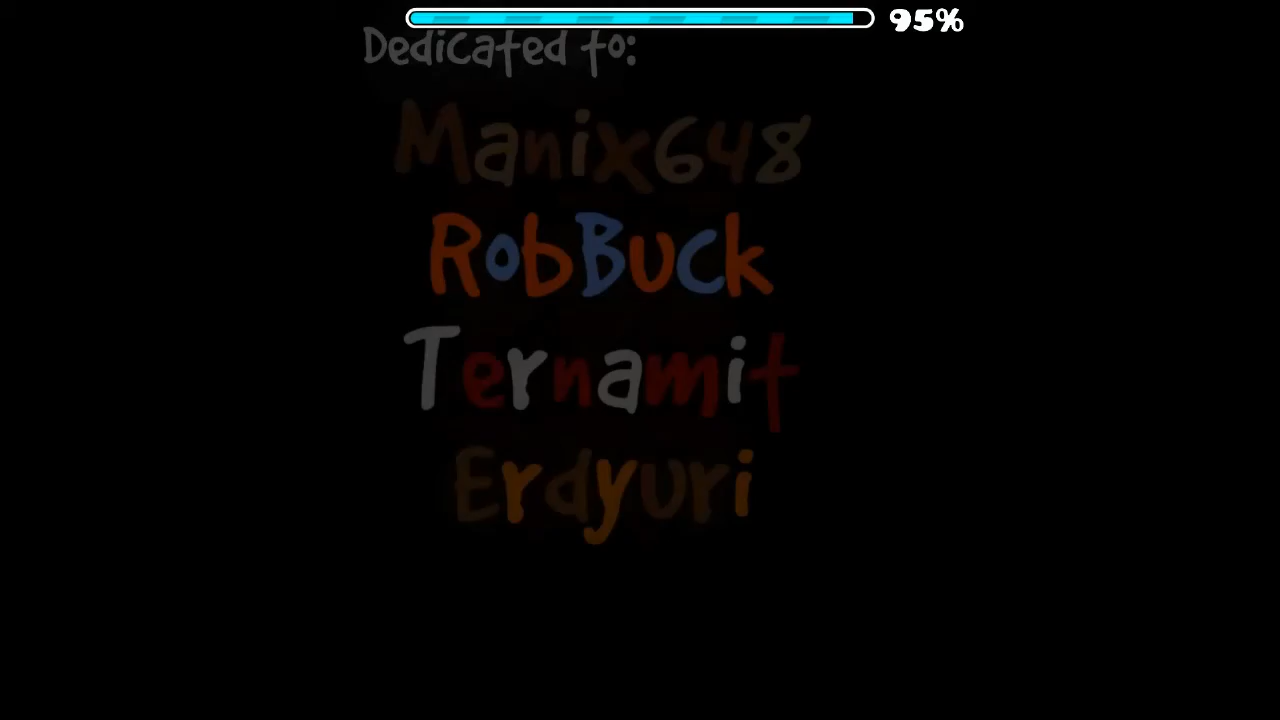 95%
Dedicated to:
Manix648
RobBuck
Ternamit
Erdyuri